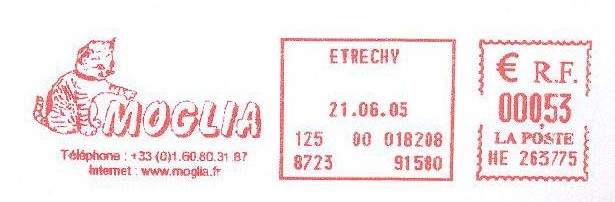 MOGLIA
Téléphone : +33 (0)1.60.80.31.87
Internet : www.moglia.fr
ETRECHY
21.06.05
125 00 018208
8723 91580
€ R.F.
00053
LA POSTE
HE 263775